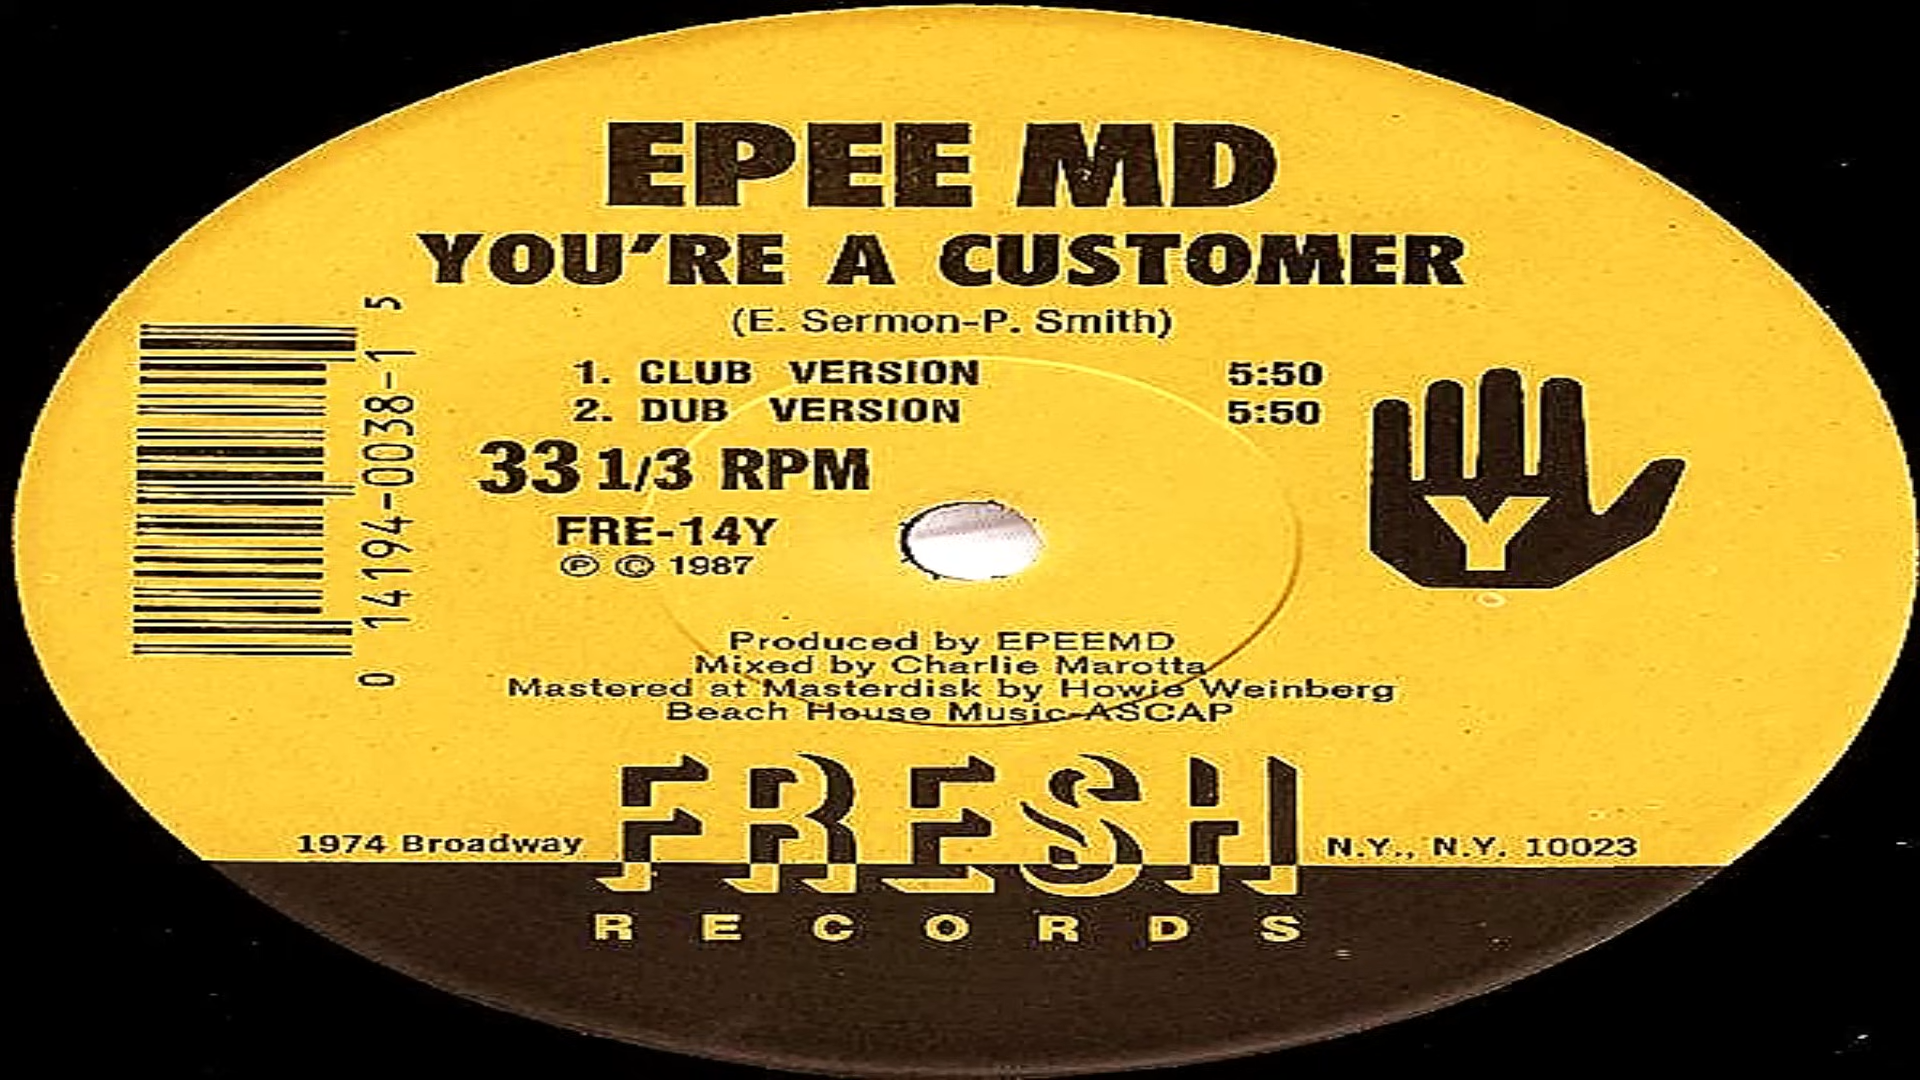 EPEE MD
YOU'RE A CUSTOMER
(E. Sermon-P. Smith)
1. CLUB VERSION 5:50
2. DUB VERSION 5:50
33 1/3 RPM
FRE-14Y
Ⓟ © 1987
0 14194-0038-1 5
Y
Produced by EPEEMD
Mixed by Charlie Marotta
Mastered at Masterdisk by Howie Weinberg
Beach House Music-ASCAP
1974 Broadway FRESH N.Y., N.Y. 10023
RECORDS